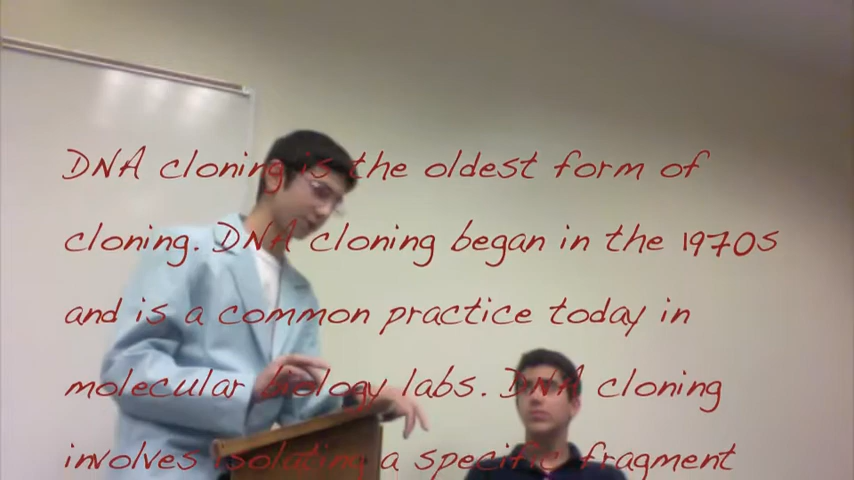 DNA cloning is the oldest form of
cloning. DNA cloning began in the 1970s
and is a common practice today in
molecular biology labs. DNA cloning
involves isolating a specific fragment